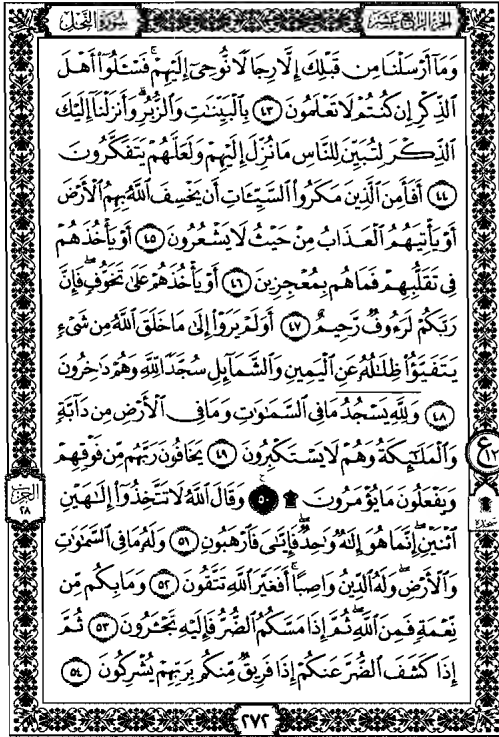 الجزء الرابع عشر
سورة النحل
وَمَآ أَرْسَلْنَا مِن قَبْلِكَ إِلَّا رِجَالًا نُّوحِىٓ إِلَيْهِمْ ۚ فَسْـَٔلُوٓا۟ أَهْلَ
ٱلذِّكْرِ إِن كُنتُمْ لَا تَعْلَمُونَ ٤٣ بِٱلْبَيِّنَٰتِ وَٱلزُّبُرِ ۗ وَأَنزَلْنَآ إِلَيْكَ
ٱلذِّكْرَ لِتُبَيِّنَ لِلنَّاسِ مَا نُزِّلَ إِلَيْهِمْ وَلَعَلَّهُمْ يَتَفَكَّرُونَ
٤٤ أَفَأَمِنَ ٱلَّذِينَ مَكَرُوا۟ ٱلسَّيِّـَٔاتِ أَن يَخْسِفَ ٱللَّهُ بِهِمُ ٱلْأَرْضَ
أَوْ يَأْتِيَهُمُ ٱلْعَذَابُ مِنْ حَيْثُ لَا يَشْعُرُونَ ٤٥ أَوْ يَأْخُذَهُمْ
فِى تَقَلُّبِهِمْ فَمَا هُم بِمُعْجِزِينَ ٤٦ أَوْ يَأْخُذَهُمْ عَلَىٰ تَخَوُّفٍ فَإِنَّ
رَبَّكُمْ لَرَءُوفٌ رَّحِيمٌ ٤٧ أَوَلَمْ يَرَوْا۟ إِلَىٰ مَا خَلَقَ ٱللَّهُ مِن شَىْءٍ
يَتَفَيَّؤُا۟ ظِلَٰلُهُۥ عَنِ ٱلْيَمِينِ وَٱلشَّمَآئِلِ سُجَّدًا لِّلَّهِ وَهُمْ دَٰخِرُونَ
٤٨ وَلِلَّهِ يَسْجُدُ مَا فِى ٱلسَّمَٰوَٰتِ وَمَا فِى ٱلْأَرْضِ مِن دَآبَّةٍ
وَٱلْمَلَٰٓئِكَةُ وَهُمْ لَا يَسْتَكْبِرُونَ ٤٩ يَخَافُونَ رَبَّهُم مِّن فَوْقِهِمْ
وَيَفْعَلُونَ مَا يُؤْمَرُونَ ۩ ٥٠ ۞ وَقَالَ ٱللَّهُ لَا تَتَّخِذُوٓا۟ إِلَٰهَيْنِ
ٱثْنَيْنِ ۖ إِنَّمَا هُوَ إِلَٰهٌ وَٰحِدٌ ۖ فَإِيَّٰىَ فَٱرْهَبُونِ ٥١ وَلَهُۥ مَا فِى ٱلسَّمَٰوَٰتِ
وَٱلْأَرْضِ وَلَهُ ٱلدِّينُ وَاصِبًا ۚ أَفَغَيْرَ ٱللَّهِ تَتَّقُونَ ٥٢ وَمَا بِكُم مِّن
نِّعْمَةٍ فَمِنَ ٱللَّهِ ۖ ثُمَّ إِذَا مَسَّكُمُ ٱلضُّرُّ فَإِلَيْهِ تَجْـَٔرُونَ ٥٣ ثُمَّ
إِذَا كَشَفَ ٱلضُّرَّ عَنكُمْ إِذَا فَرِيقٌ مِّنكُم بِرَبِّهِمْ يُشْرِكُونَ ٥٤
ع ١٢
سجدة
الحزب
٢٨
٢٧٢